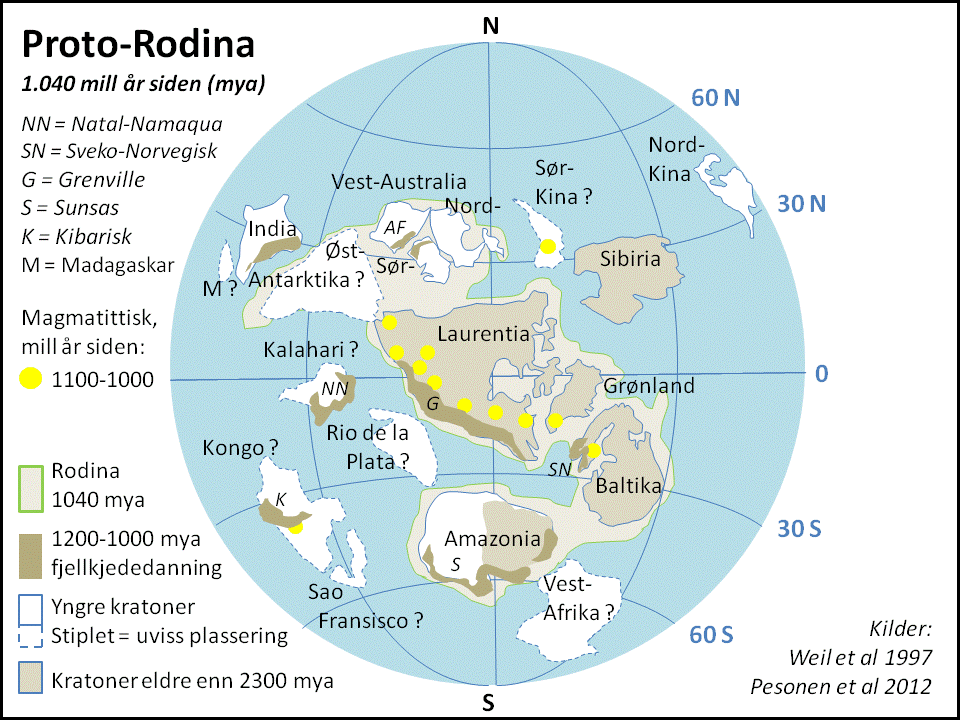 Proto-Rodina
1.040 mill år siden (mya)
NN = Natal-Namaqua
SN = Sveko-Norvegisk
G = Grenville
S = Sunsas
K = Kibarisk
M = Madagaskar
Magmatittisk,
mill år siden:
1100-1000
Rodina
1040 mya
1200-1000 mya
fjellkjededanning
Yngre kratoner
Stiplet = uviss plassering
Kratoner eldre enn 2300 mya
N
60 N
30 N
0
30 S
60 S
S
Nord-
Kina
Sør-
Kina ?
Vest-Australia
Nord-
AF
Sør-
India
Øst-
Antarktika ?
M ?
Sibiria
Laurentia
Kalahari ?
NN
G
Grønland
Rio de la
Plata ?
Kongo ?
K
SN
Baltika
Amazonia
S
Sao
Fransisco ?
Vest-
Afrika ?
Kilder:
Weil et al 1997
Pesonen et al 2012